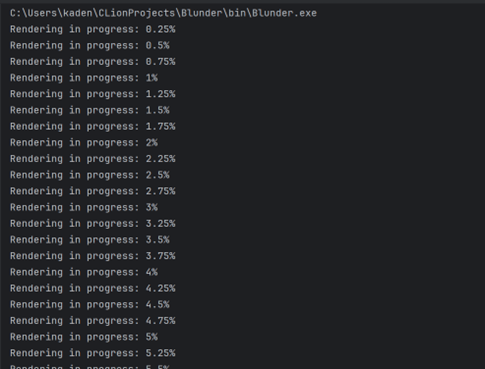 C:\Users\kaden\CLionProjects\Blunder\bin\Blunder.exe
Rendering in progress: 0.25%
Rendering in progress: 0.5%
Rendering in progress: 0.75%
Rendering in progress: 1%
Rendering in progress: 1.25%
Rendering in progress: 1.5%
Rendering in progress: 1.75%
Rendering in progress: 2%
Rendering in progress: 2.25%
Rendering in progress: 2.5%
Rendering in progress: 2.75%
Rendering in progress: 3%
Rendering in progress: 3.25%
Rendering in progress: 3.5%
Rendering in progress: 3.75%
Rendering in progress: 4%
Rendering in progress: 4.25%
Rendering in progress: 4.5%
Rendering in progress: 4.75%
Rendering in progress: 5%
Rendering in progress: 5.25%
Rendering in progress: 5.5%